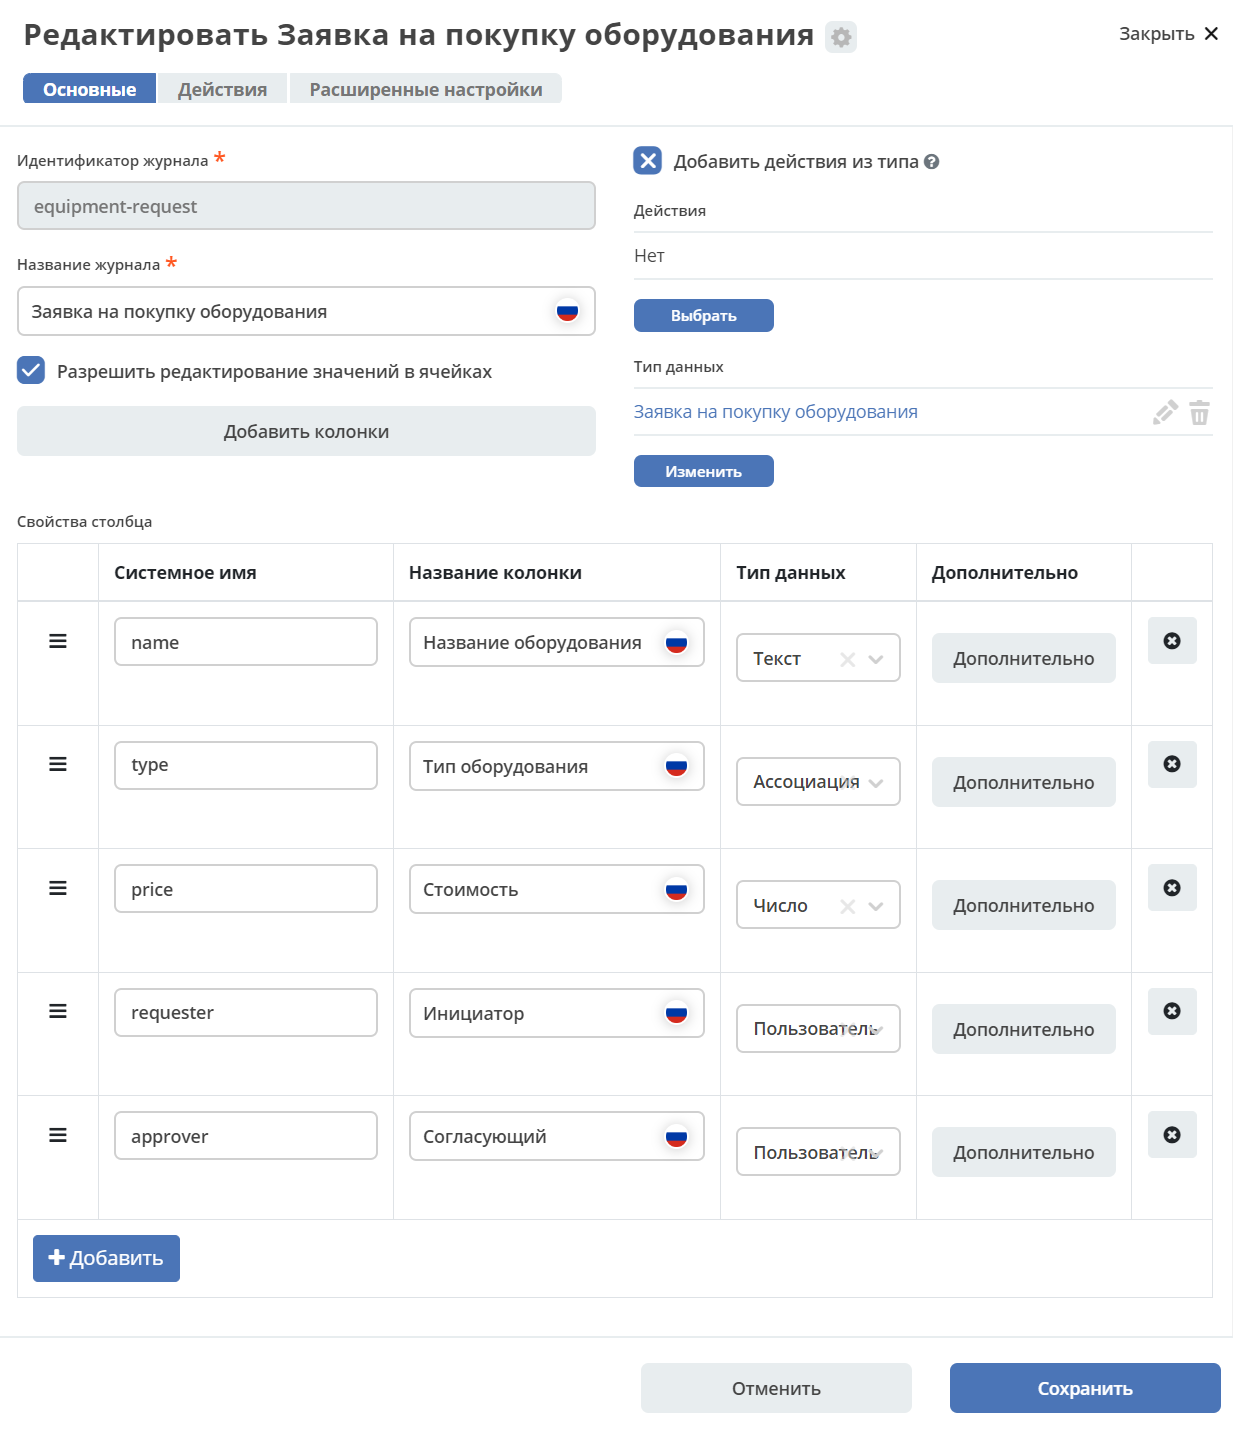 Редактировать Заявка на покупку оборудования
Закрыть
Основные
Действия
Расширенные настройки
Идентификатор журнала *
equipment-request
Название журнала *
Заявка на покупку оборудования
Разрешить редактирование значений в ячейках
Добавить колонки
Добавить действия из типа
Действия
Нет
Выбрать
Тип данных
Заявка на покупку оборудования
Изменить
Свойства столбца
Системное имя
Название колонки
Тип данных
Дополнительно
name
Название оборудования
Текст
Дополнительно
type
Тип оборудования
Ассоциация
Дополнительно
price
Стоимость
Число
Дополнительно
requester
Инициатор
Пользователь
Дополнительно
approver
Согласующий
Пользователь
Дополнительно
Добавить
Отменить
Сохранить